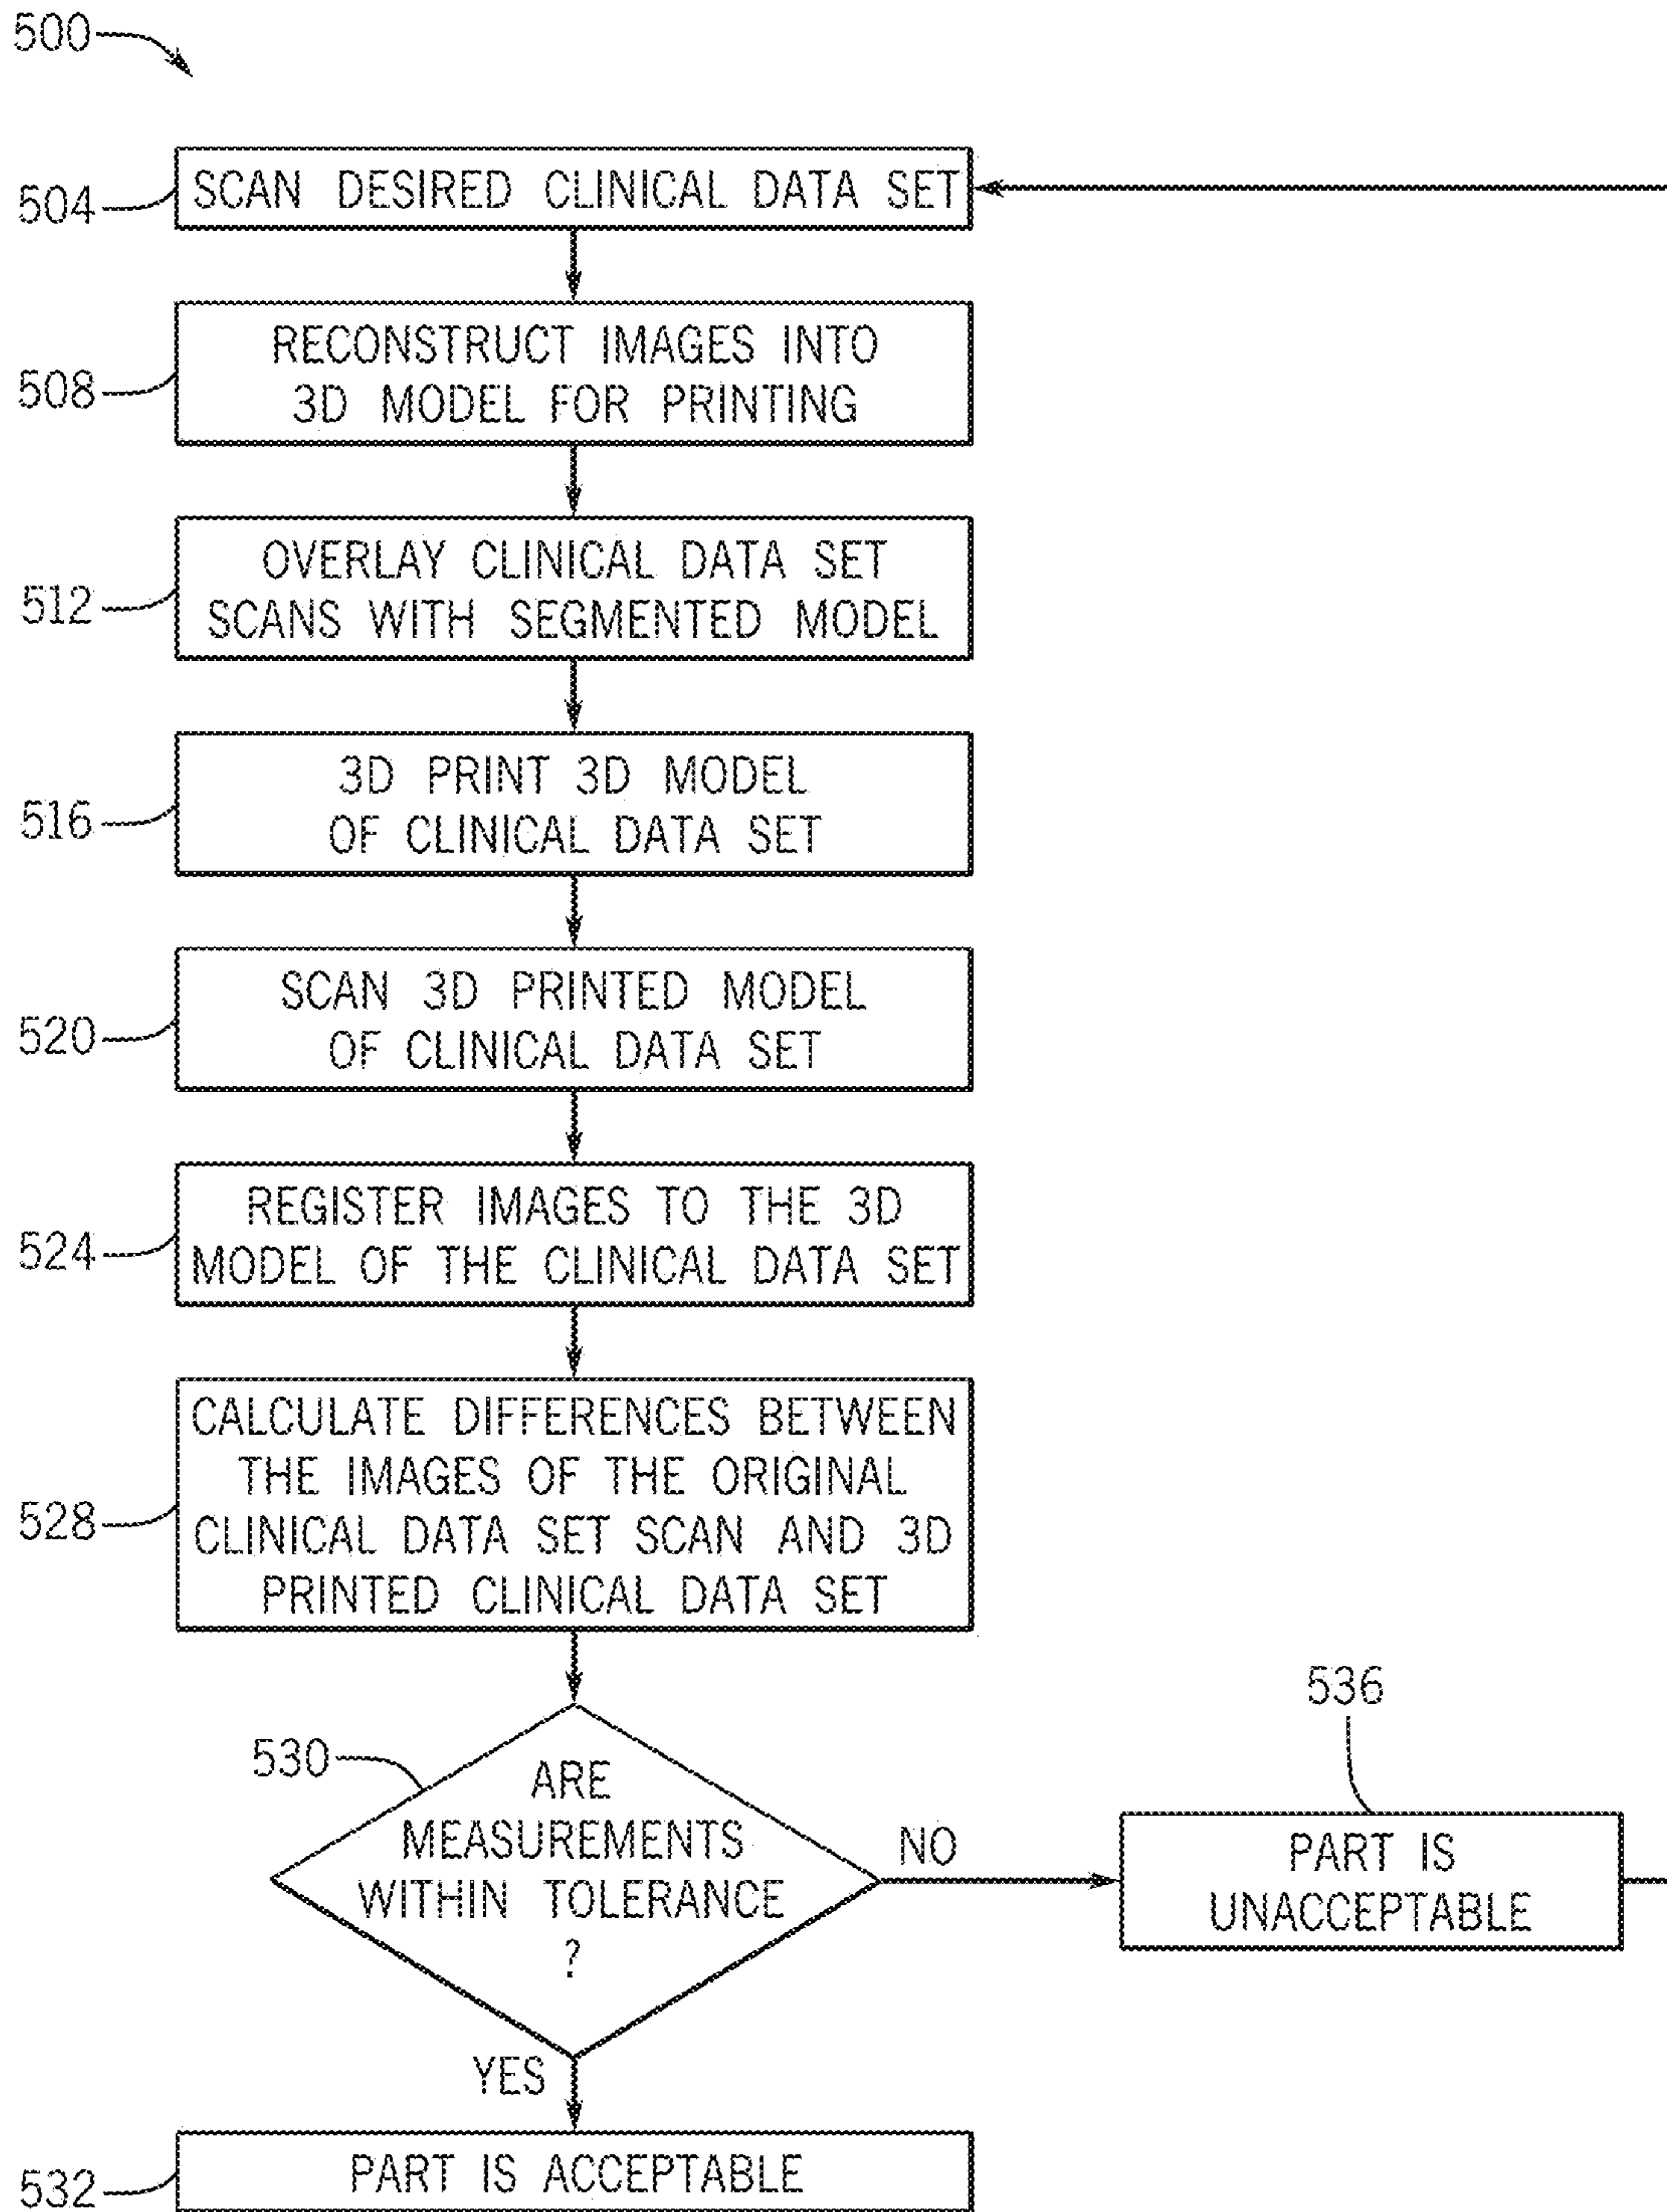 500
504
SCAN DESIRED CLINICAL DATA SET
508
RECONSTRUCT IMAGES INTO
3D MODEL FOR PRINTING
512
OVERLAY CLINICAL DATA SET
SCANS WITH SEGMENTED MODEL
516
3D PRINT 3D MODEL
OF CLINICAL DATA SET
520
SCAN 3D PRINTED MODEL
OF CLINICAL DATA SET
524
REGISTER IMAGES TO THE 3D
MODEL OF THE CLINICAL DATA SET
528
CALCULATE DIFFERENCES BETWEEN
THE IMAGES OF THE ORIGINAL
CLINICAL DATA SET SCAN AND 3D
PRINTED CLINICAL DATA SET
530
ARE
MEASUREMENTS
WITHIN TOLERANCE
?
NO
536
PART IS
UNACCEPTABLE
YES
532
PART IS ACCEPTABLE